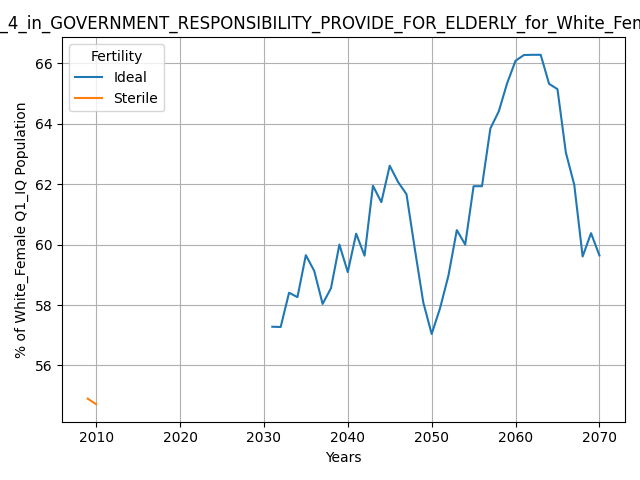 _4_in_GOVERNMENT_RESPONSIBILITY_PROVIDE_FOR_ELDERLY_for_White_Fem
Fertility
Ideal
Sterile
66
64
62
60
58
56
% of White_Female Q1_IQ Population
2010 2020 2030 2040 2050 2060 2070
Years